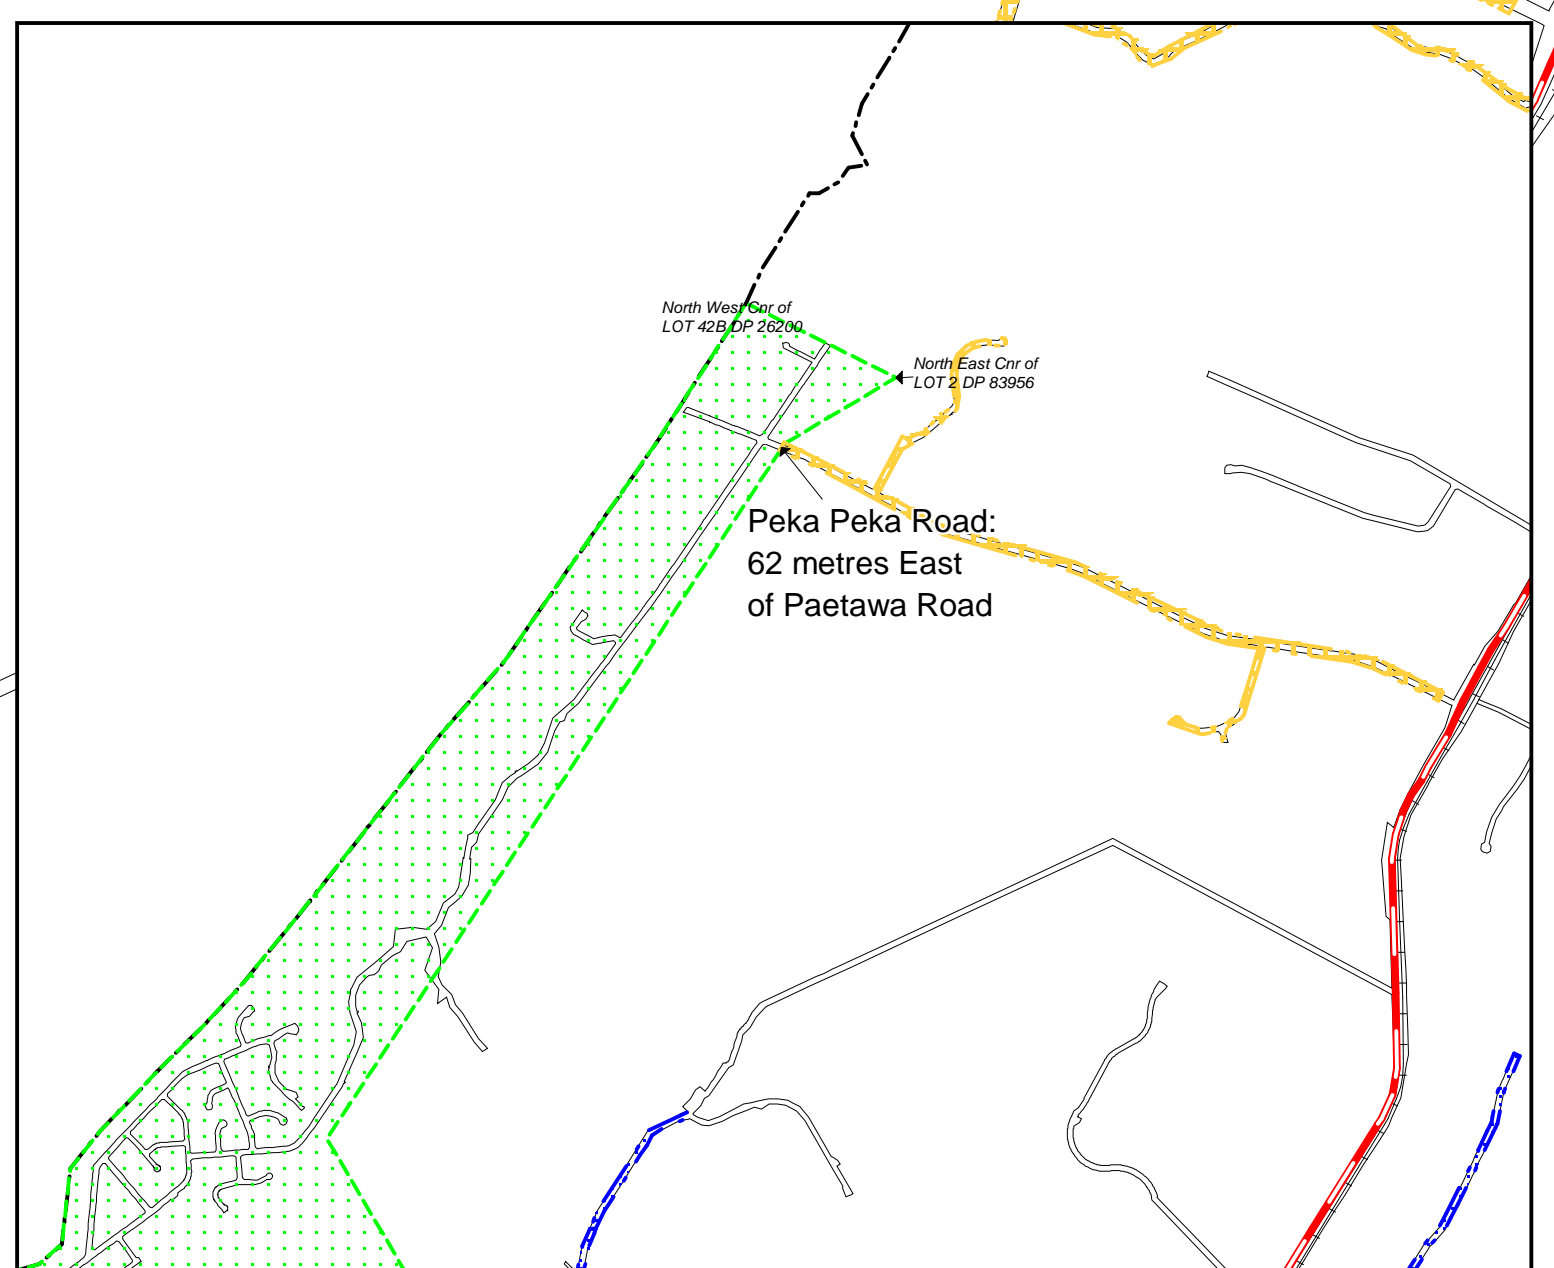 North West Cnr of
LOT 42B DP 26200
North East Cnr of
LOT 2 DP 83956
Peka Peka Road:
62 metres East
of Paetawa Road